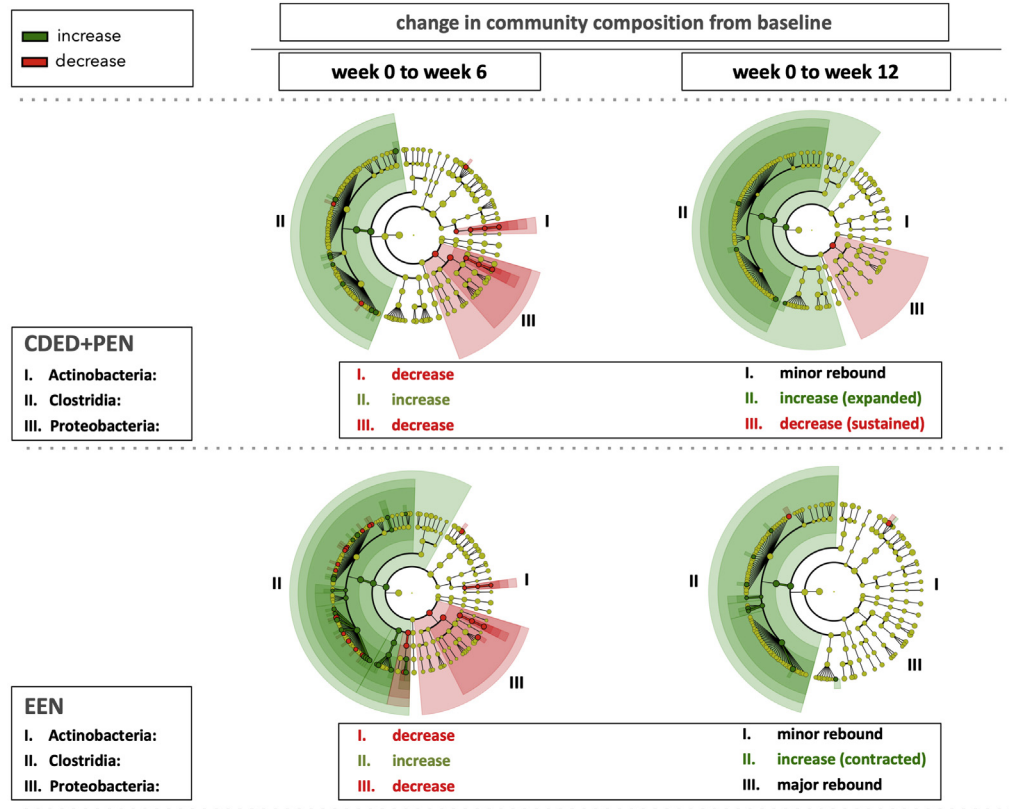 increase
decrease
change in community composition from baseline
week 0 to week 6
week 0 to week 12
II
I
III
II
I
III
CDED+PEN
I. Actinobacteria:
II. Clostridia:
III. Proteobacteria:
I. decrease
II. increase
III. decrease
I. minor rebound
II. increase (expanded)
III. decrease (sustained)
II
I
III
II
I
III
EEN
I. Actinobacteria:
II. Clostridia:
III. Proteobacteria:
I. decrease
II. increase
III. decrease
I. minor rebound
II. increase (contracted)
III. major rebound